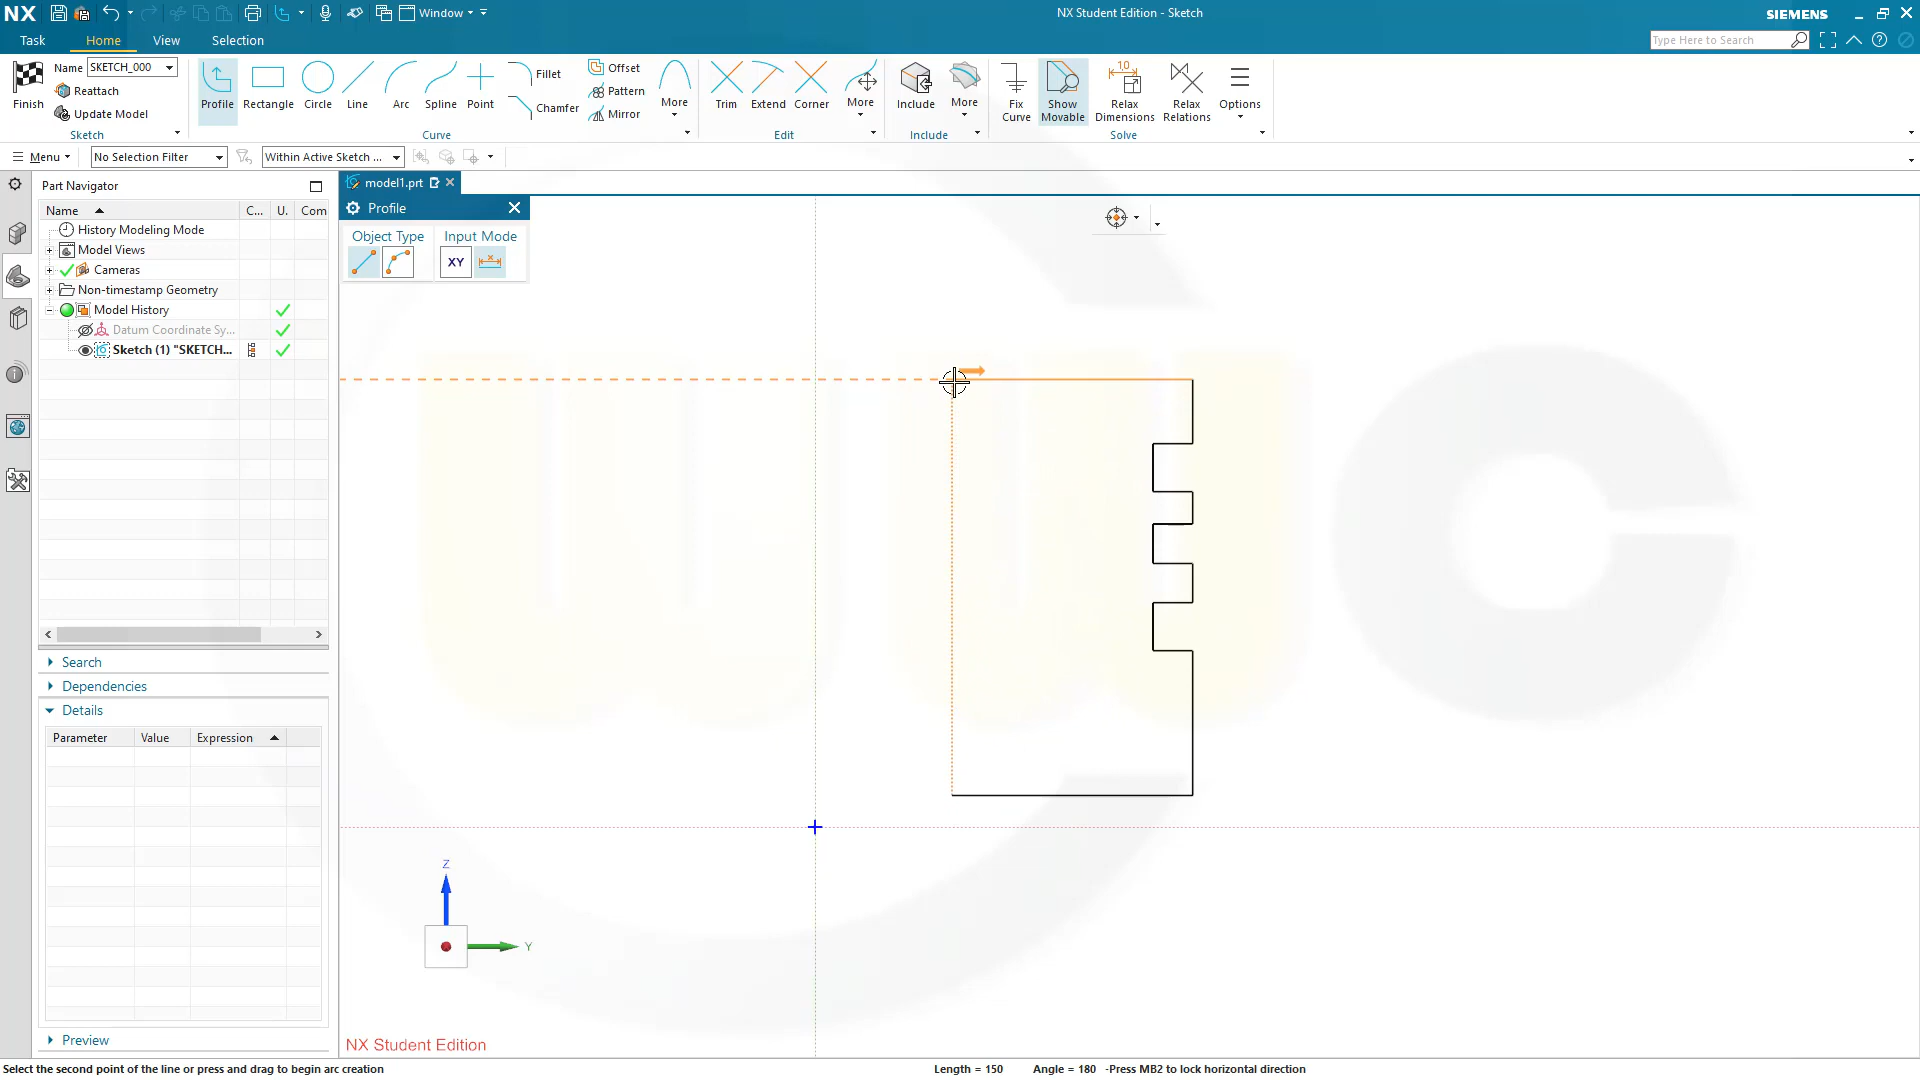 NX
Window
NX Student Edition - Sketch
SIEMENS
Task
Home
View
Selection
Type Here to Search
Finish
Name SKETCH_000
Reattach
Update Model
Sketch
Profile
Rectangle
Circle
Line
Arc
Spline
Point
Fillet
Chamfer
Offset
Pattern
Mirror
More
Curve
Trim
Extend
Corner
More
Edit
Include
More
Include
Fix Curve
Show Movable
Relax Dimensions
Relax Relations
Options
Solve
Menu
No Selection Filter
Within Active Sketch ...
Part Navigator
Name
C...
U.
Com
History Modeling Mode
Model Views
Cameras
Non-timestamp Geometry
Model History
Datum Coordinate Sy...
Sketch (1) "SKETCH...
Search
Dependencies
Details
Parameter
Value
Expression
Preview
model1.prt
Profile
Object Type
Input Mode
XY
Z
Y
NX Student Edition
Select the second point of the line or press and drag to begin arc creation
Length = 150
Angle = 180
-Press MB2 to lock horizontal direction